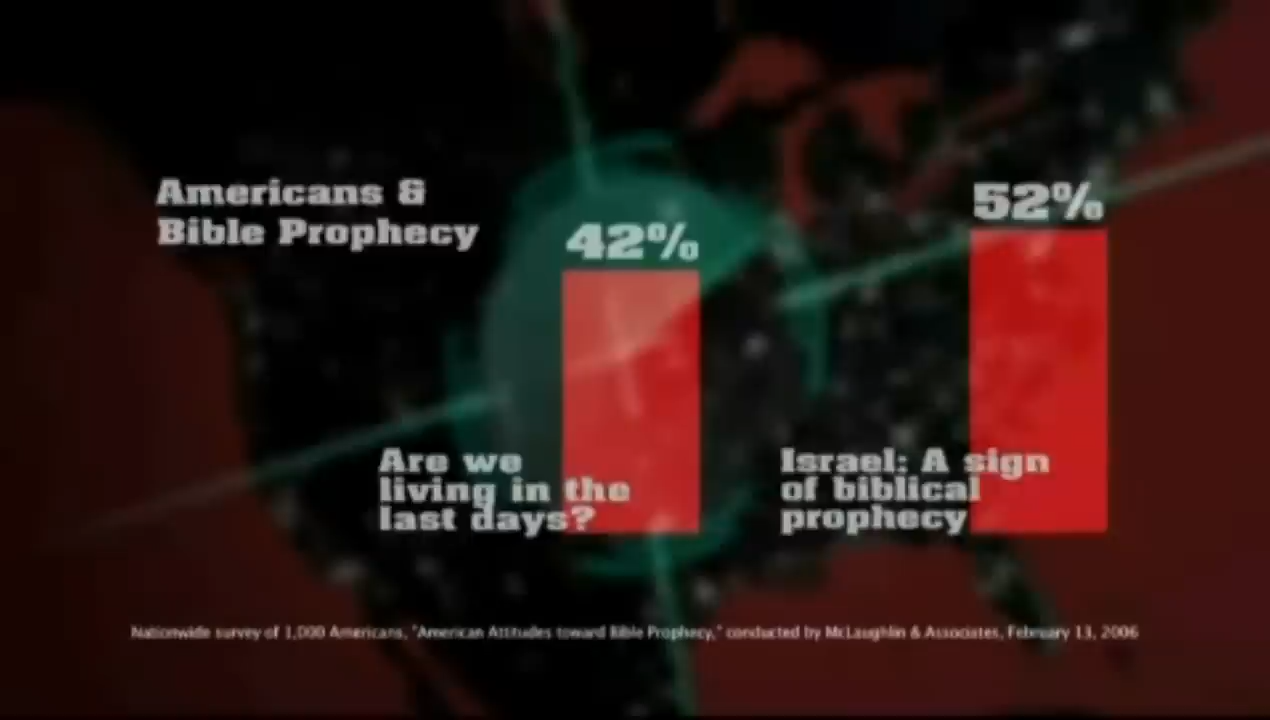 Americans &
Bible Prophecy
42%
52%
Are we
living in the
last days?
Israel: A sign
of biblical
prophecy
Nationwide survey of 1,000 Americans, "American Attitudes toward Bible Prophecy," conducted by McLaughlin & Associates, February 13, 2006